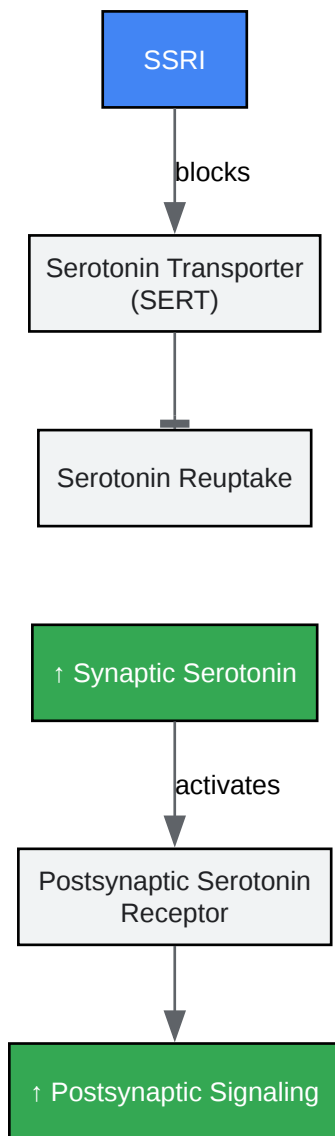 SSRI
blocks
Serotonin Transporter
(SERT)
Serotonin Reuptake
↑ Synaptic Serotonin
activates
Postsynaptic Serotonin
Receptor
↑ Postsynaptic Signaling